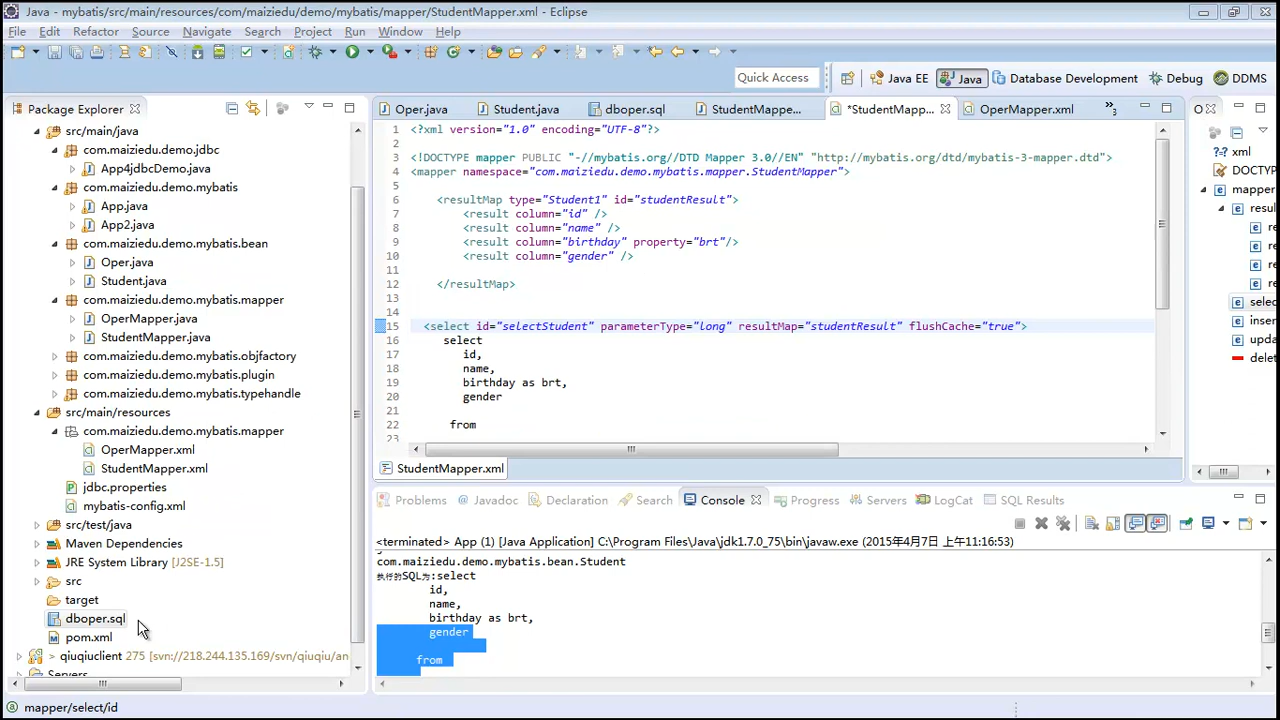 Java - mybatis/src/main/resources/com/maiziedu/demo/mybatis/mapper/StudentMapper.xml - Eclipse
File Edit Refactor Source Navigate Search Project Run Window Help
Quick Access
Java EE
Java
Database Development
Debug
DDMS
Package Explorer
src/main/java
com.maiziedu.demo.jdbc
App4jdbcDemo.java
com.maiziedu.demo.mybatis
App.java
App2.java
com.maiziedu.demo.mybatis.bean
Oper.java
Student.java
com.maiziedu.demo.mybatis.mapper
OperMapper.java
StudentMapper.java
com.maiziedu.demo.mybatis.objfactory
com.maiziedu.demo.mybatis.plugin
com.maiziedu.demo.mybatis.typehandle
src/main/resources
com.maiziedu.demo.mybatis.mapper
OperMapper.xml
StudentMapper.xml
jdbc.properties
mybatis-config.xml
src/test/java
Maven Dependencies
JRE System Library [J2SE-1.5]
src
target
dboper.sql
pom.xml
> qiuqiuclient 275 [svn://218.244.135.169/svn/qiuqiu/an
Servers
Oper.java
Student.java
dboper.sql
StudentMappe...
*StudentMapp...
OperMapper.xml
»3
1 <?xml version="1.0" encoding="UTF-8"?>
2
3 <!DOCTYPE mapper PUBLIC "-//mybatis.org//DTD Mapper 3.0//EN" "http://mybatis.org/dtd/mybatis-3-mapper.dtd">
4 <mapper namespace="com.maiziedu.demo.mybatis.mapper.StudentMapper">
5
6 <resultMap type="Student1" id="studentResult">
7 <result column="id" />
8 <result column="name" />
9 <result column="birthday" property="brt"/>
10 <result column="gender" />
11
12 </resultMap>
13
14
15 <select id="selectStudent" parameterType="long" resultMap="studentResult" flushCache="true">
16 select
17 id,
18 name,
19 birthday as brt,
20 gender
21
22 from
23
StudentMapper.xml
O
xml
DOCTYP
mapper
resul
re
re
re
re
selec
inser
upda
delet
Problems
Javadoc
Declaration
Search
Console
Progress
Servers
LogCat
SQL Results
<terminated> App (1) [Java Application] C:\Program Files\Java\jdk1.7.0_75\bin\javaw.exe (2015年4月7日 上午11:16:53)
com.maiziedu.demo.mybatis.bean.Student
执行的SQL为:select
id,
name,
birthday as brt,
gender
from
mapper/select/id